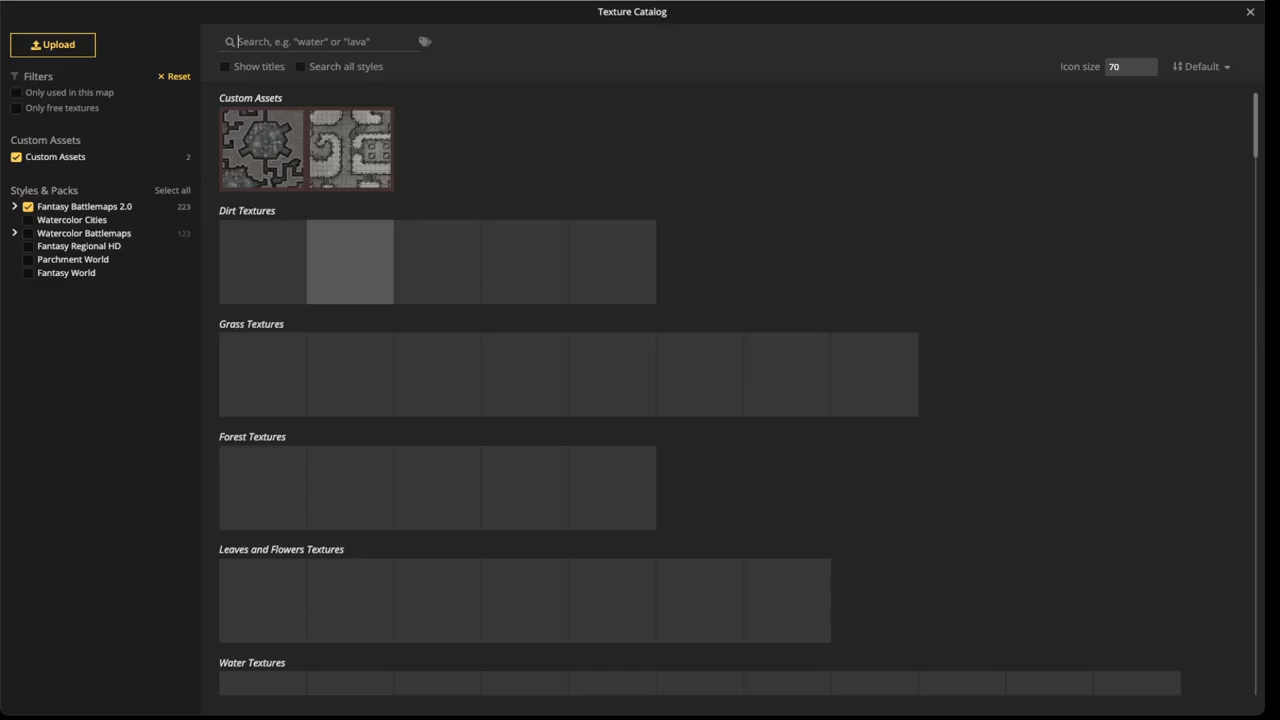 Texture Catalog
Upload
Search, e.g. "water" or "lava"
Filters
Reset
Show titles
Search all styles
Icon size
70
Default
Only used in this map
Only free textures
Custom Assets
Custom Assets
2
Styles & Packs
Select all
Fantasy Battlemaps 2.0
223
Watercolor Cities
Watercolor Battlemaps
123
Fantasy Regional HD
Parchment World
Fantasy World
Custom Assets
Dirt Textures
Grass Textures
Forest Textures
Leaves and Flowers Textures
Water Textures